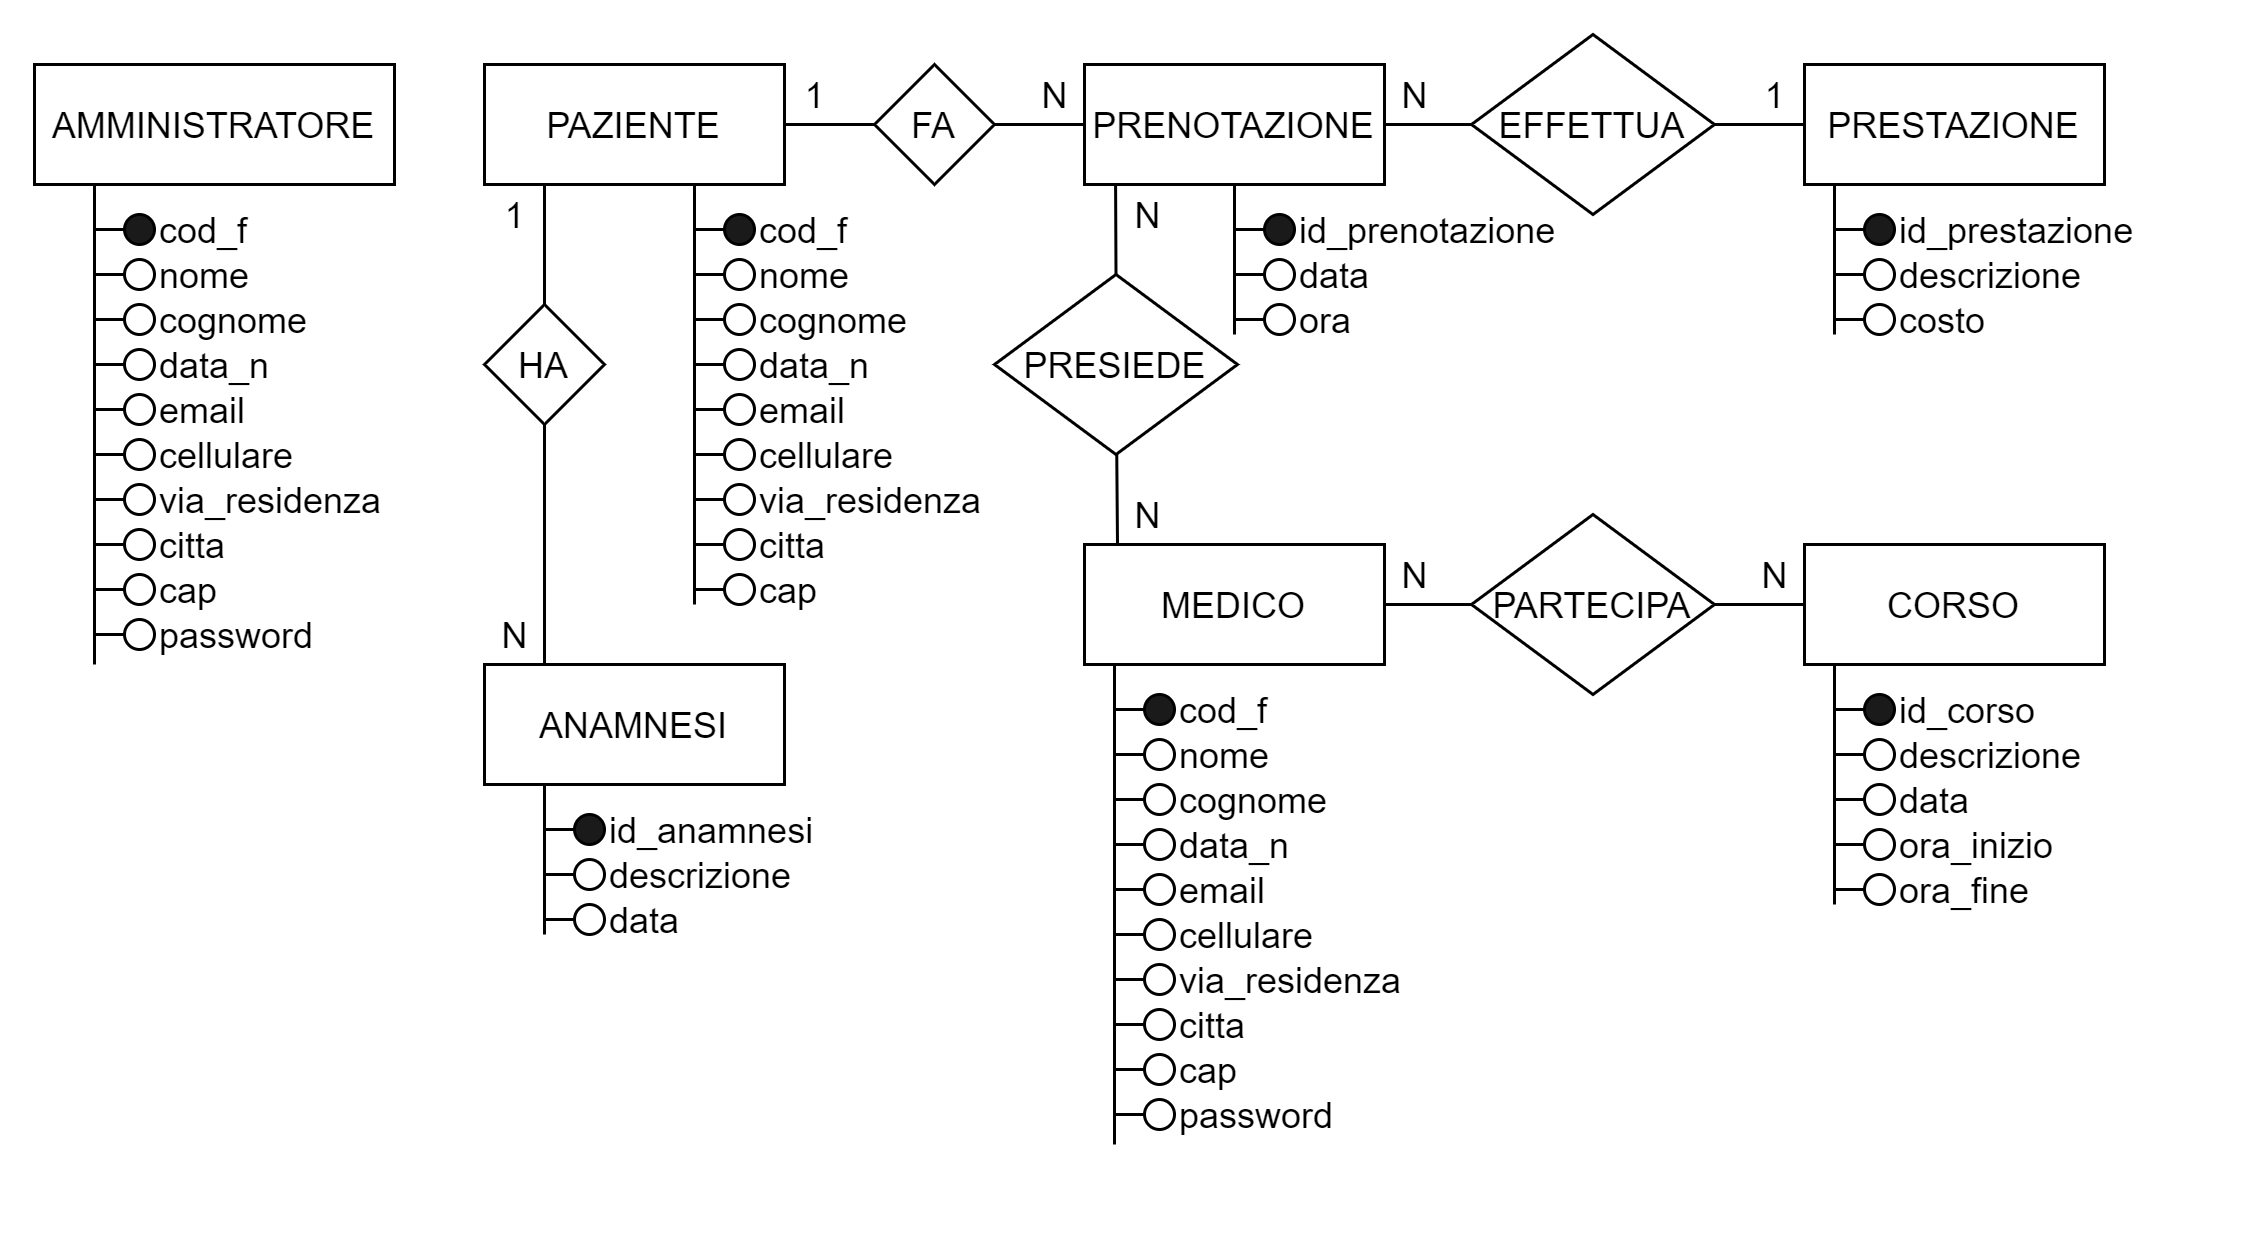 AMMINISTRATORE
cod_f
nome
cognome
data_n
email
cellulare
via_residenza
citta
cap
password
PAZIENTE
cod_f
nome
cognome
data_n
email
cellulare
via_residenza
citta
cap
1
FA
N
PRENOTAZIONE
id_prenotazione
data
ora
N
EFFETTUA
1
PRESTAZIONE
id_prestazione
descrizione
costo
1
HA
N
ANAMNESI
id_anamnesi
descrizione
data
N
PRESIEDE
N
MEDICO
cod_f
nome
cognome
data_n
email
cellulare
via_residenza
citta
cap
password
N
PARTECIPA
N
CORSO
id_corso
descrizione
data
ora_inizio
ora_fine